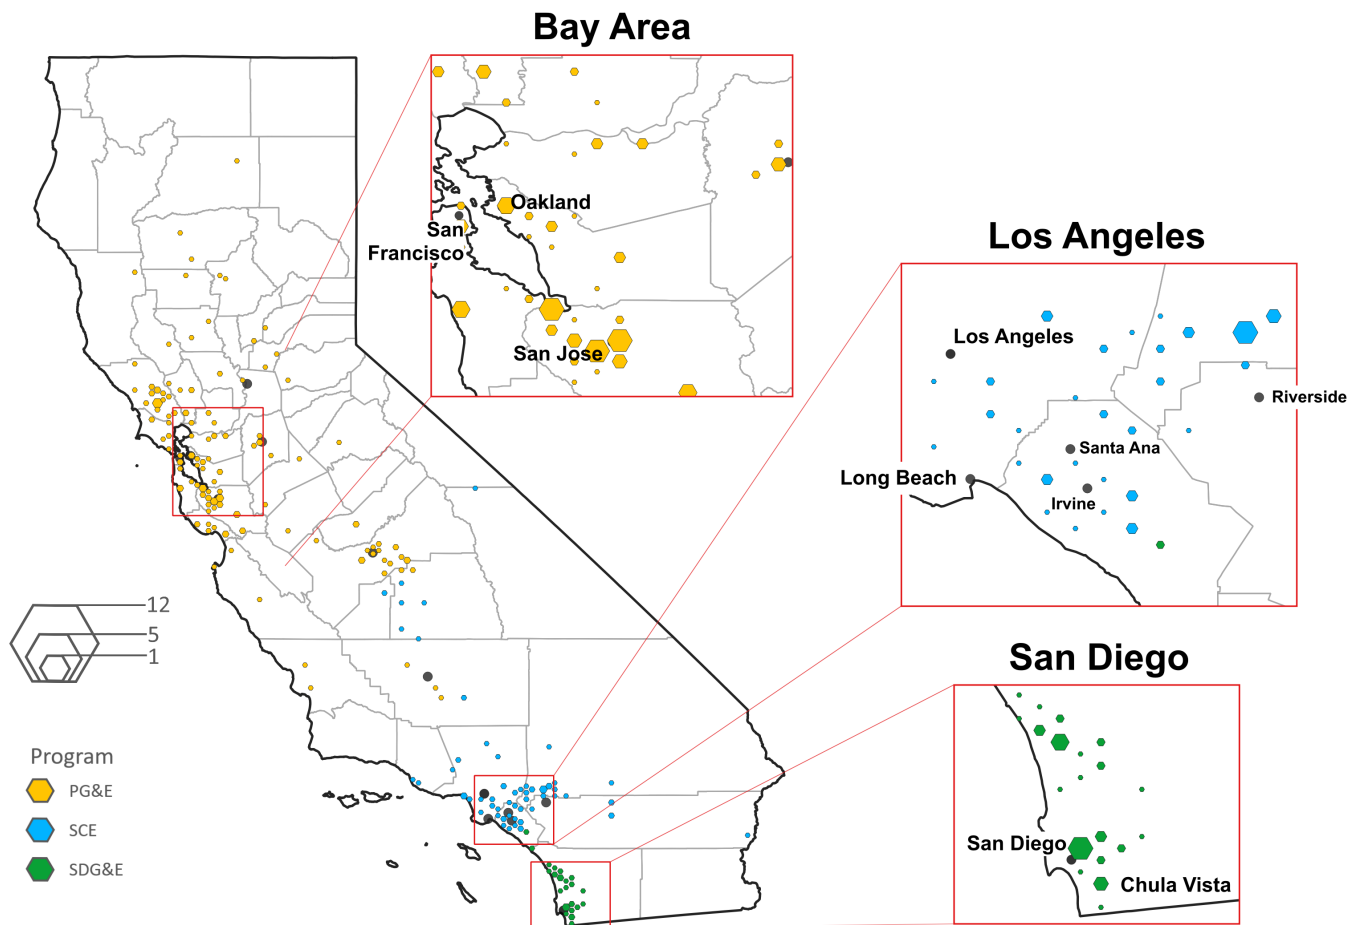 Bay Area
Oakland
San
Francisco
San Jose
Los Angeles
Los Angeles
Riverside
Santa Ana
Long Beach
Irvine
12
5
1
San Diego
San Diego
Chula Vista
Program
PG&E
SCE
SDG&E